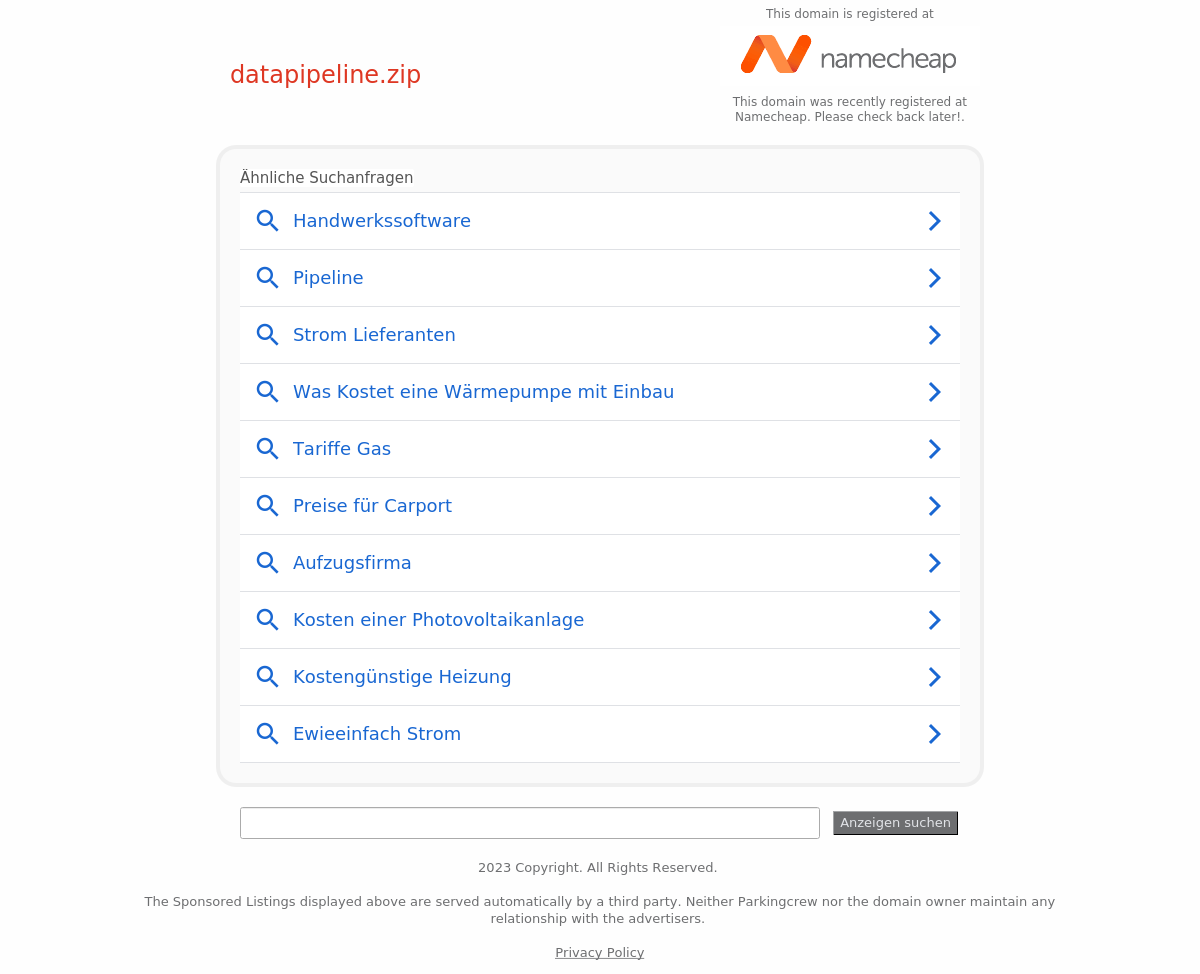 This domain is registered at
namecheap
datapipeline.zip
This domain was recently registered at
Namecheap. Please check back later!.
Ähnliche Suchanfragen
Handwerkssoftware
Pipeline
Strom Lieferanten
Was Kostet eine Wärmepumpe mit Einbau
Tariffe Gas
Preise für Carport
Aufzugsfirma
Kosten einer Photovoltaikanlage
Kostengünstige Heizung
Ewieeinfach Strom
Anzeigen suchen
2023 Copyright. All Rights Reserved.
The Sponsored Listings displayed above are served automatically by a third party. Neither Parkingcrew nor the domain owner maintain any
relationship with the advertisers.
Privacy Policy